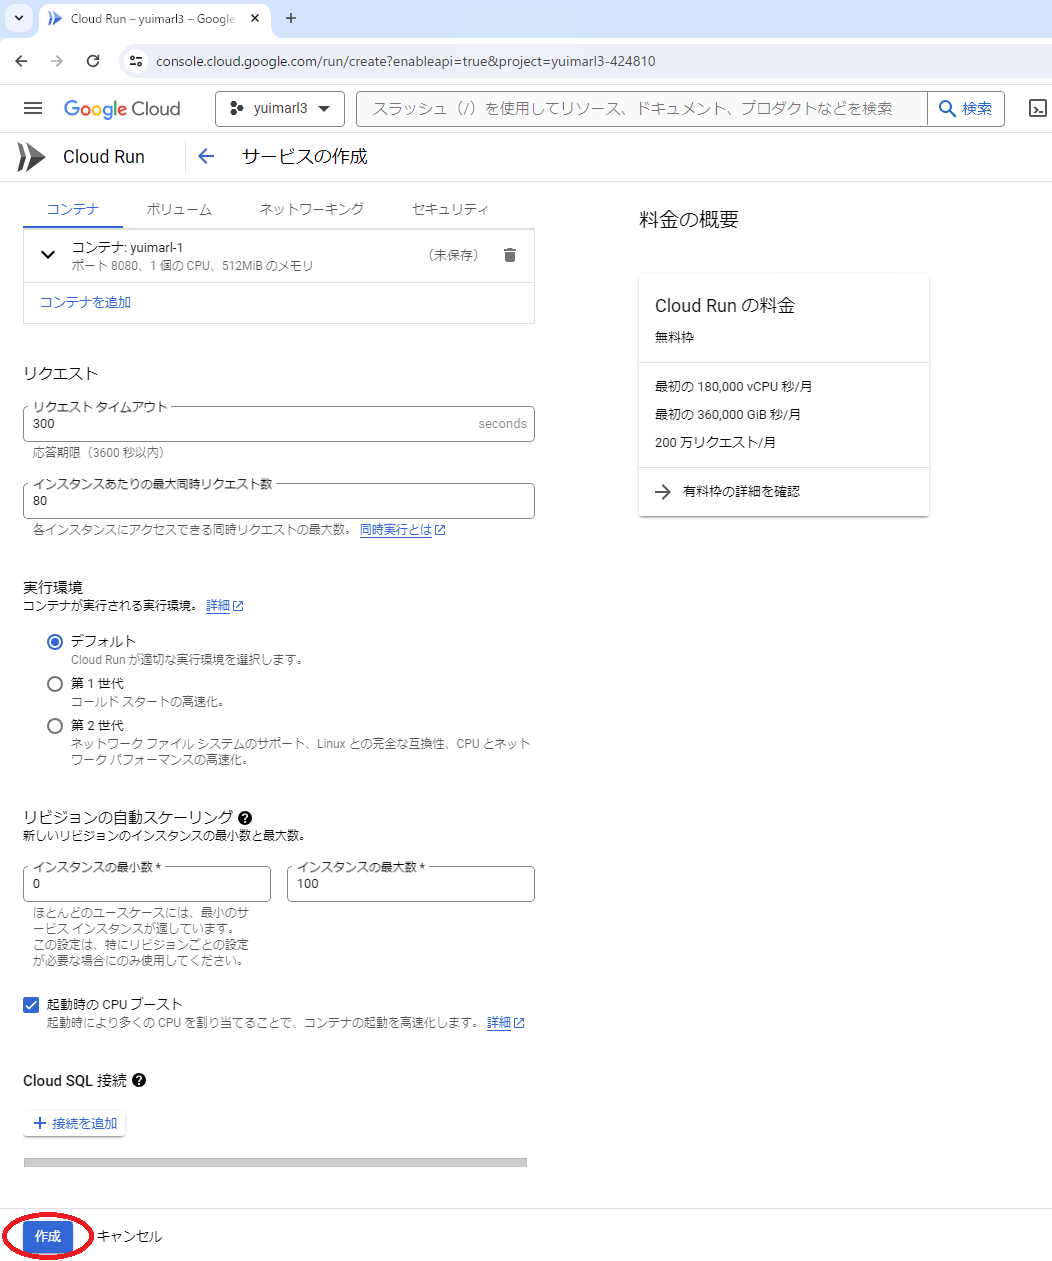 Cloud Run – yuimarl3 – Google
console.cloud.google.com/run/create?enableapi=true&project=yuimarl3-424810
Google Cloud
yuimarl3
スラッシュ（/）を使用してリソース、ドキュメント、プロダクトなどを検索
検索
Cloud Run
サービスの作成
コンテナ
ボリューム
ネットワーキング
セキュリティ
コンテナ: yuimarl-1
ポート 8080、1 個の CPU、512MiB のメモリ
（未保存）
コンテナを追加
リクエスト
リクエスト タイムアウト
300
seconds
応答期限（3600 秒以内）
インスタンスあたりの最大同時リクエスト数
80
各インスタンスにアクセスできる同時リクエストの最大数。 同時実行とは
実行環境
コンテナが実行される実行環境。 詳細
デフォルト
Cloud Run が適切な実行環境を選択します。
第 1 世代
コールド スタートの高速化。
第 2 世代
ネットワーク ファイル システムのサポート、Linux との完全な互換性、CPU とネット
ワーク パフォーマンスの高速化。
リビジョンの自動スケーリング
新しいリビジョンのインスタンスの最小数と最大数。
インスタンスの最小数 *
0
ほとんどのユースケースには、最小のサ
ービス インスタンスが適しています。
この設定は、特にリビジョンごとの設定
が必要な場合にのみ使用してください。
インスタンスの最大数 *
100
起動時の CPU ブースト
起動時により多くの CPU を割り当てることで、コンテナの起動を高速化します。 詳細
Cloud SQL 接続
接続を追加
作成
キャンセル
料金の概要
Cloud Run の料金
無料枠
最初の 180,000 vCPU 秒/月
最初の 360,000 GiB 秒/月
200 万リクエスト/月
有料枠の詳細を確認